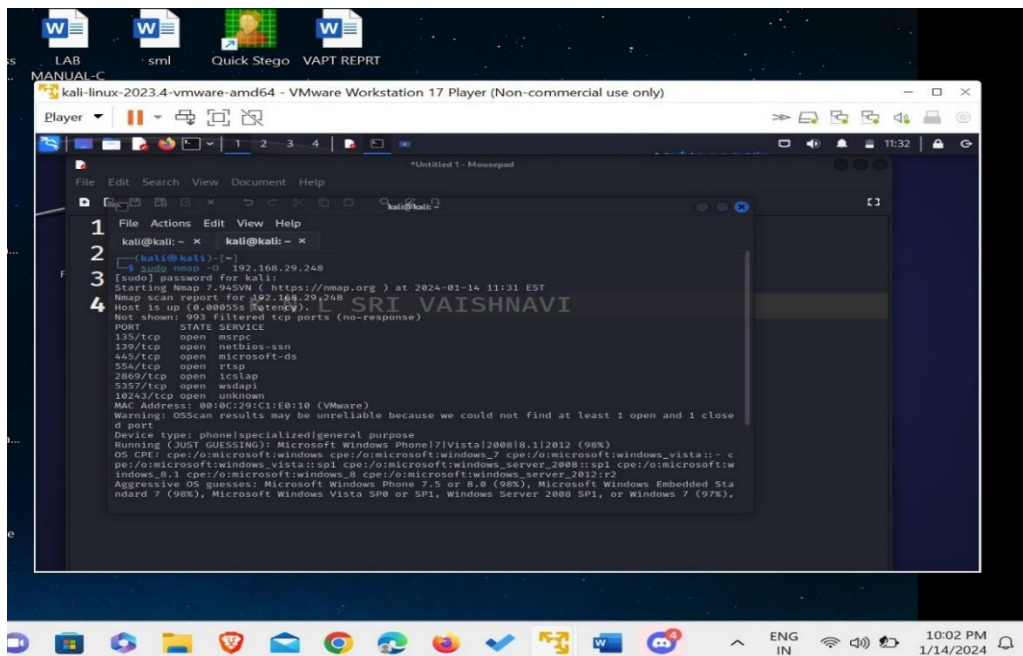 LAB
MANUAL-C
sml
Quick Stego
VAPT REPRT
kali-linux-2023.4-vmware-amd64 - VMware Workstation 17 Player (Non-commercial use only)
Player
1 2 3 4
11:32
*Untitled 1 - Mousepad
File Edit Search View Document Help
kali@kali: ~
File Actions Edit View Help
kali@kali: ~ × kali@kali: ~ ×
1
2
3
4
L SRI VAISHNAVI
(kali㉿kali)-[~]
$ sudo nmap -O 192.168.29.248
[sudo] password for kali:
Starting Nmap 7.94SVN ( https://nmap.org ) at 2024-01-14 11:31 EST
Nmap scan report for 192.168.29.248
Host is up (0.00055s latency).
Not shown: 993 filtered tcp ports (no-response)
PORT STATE SERVICE
135/tcp open msrpc
139/tcp open netbios-ssn
445/tcp open microsoft-ds
554/tcp open rtsp
2869/tcp open icslap
5357/tcp open wsdapi
10243/tcp open unknown
MAC Address: 00:0C:29:C1:E0:10 (VMware)
Warning: OSScan results may be unreliable because we could not find at least 1 open and 1 close
d port
Device type: phone|specialized|general purpose
Running (JUST GUESSING): Microsoft Windows Phone|7|Vista|2008|8.1|2012 (98%)
OS CPE: cpe:/o:microsoft:windows cpe:/o:microsoft:windows_7 cpe:/o:microsoft:windows_vista::- c
pe:/o:microsoft:windows_vista::sp1 cpe:/o:microsoft:windows_server_2008::sp1 cpe:/o:microsoft:w
indows_8.1 cpe:/o:microsoft:windows_8 cpe:/o:microsoft:windows_server_2012:r2
Aggressive OS guesses: Microsoft Windows Phone 7.5 or 8.0 (98%), Microsoft Windows Embedded Sta
ndard 7 (98%), Microsoft Windows Vista SP0 or SP1, Windows Server 2008 SP1, or Windows 7 (97%),
ENG
IN
10:02 PM
1/14/2024